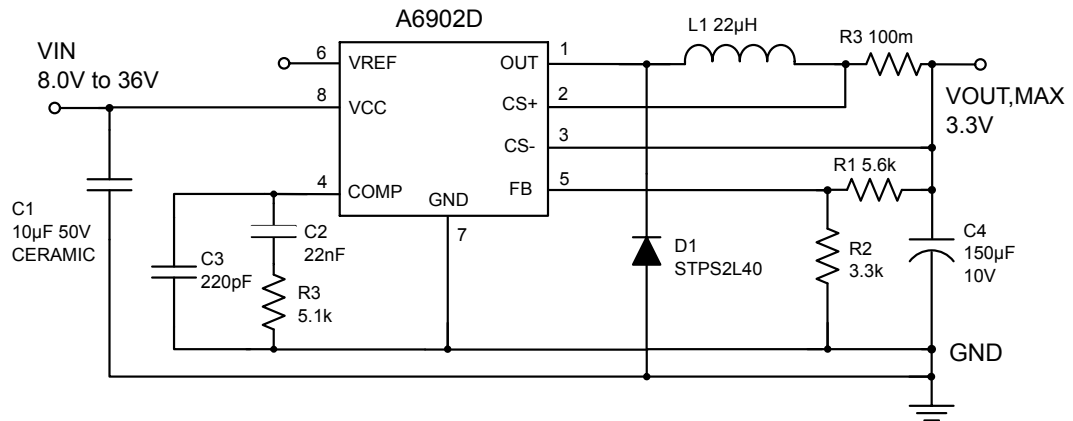 A6902D
VIN
8.0V to 36V
6
VREF
8
VCC
4
COMP
GND
7
OUT
1
CS+
2
CS-
3
FB
5
L1 22µH
R3 100m
VOUT,MAX
3.3V
R1 5.6k
C1
10µF 50V
CERAMIC
C3
220pF
C2
22nF
R3
5.1k
D1
STPS2L40
R2
3.3k
C4
150µF
10V
GND